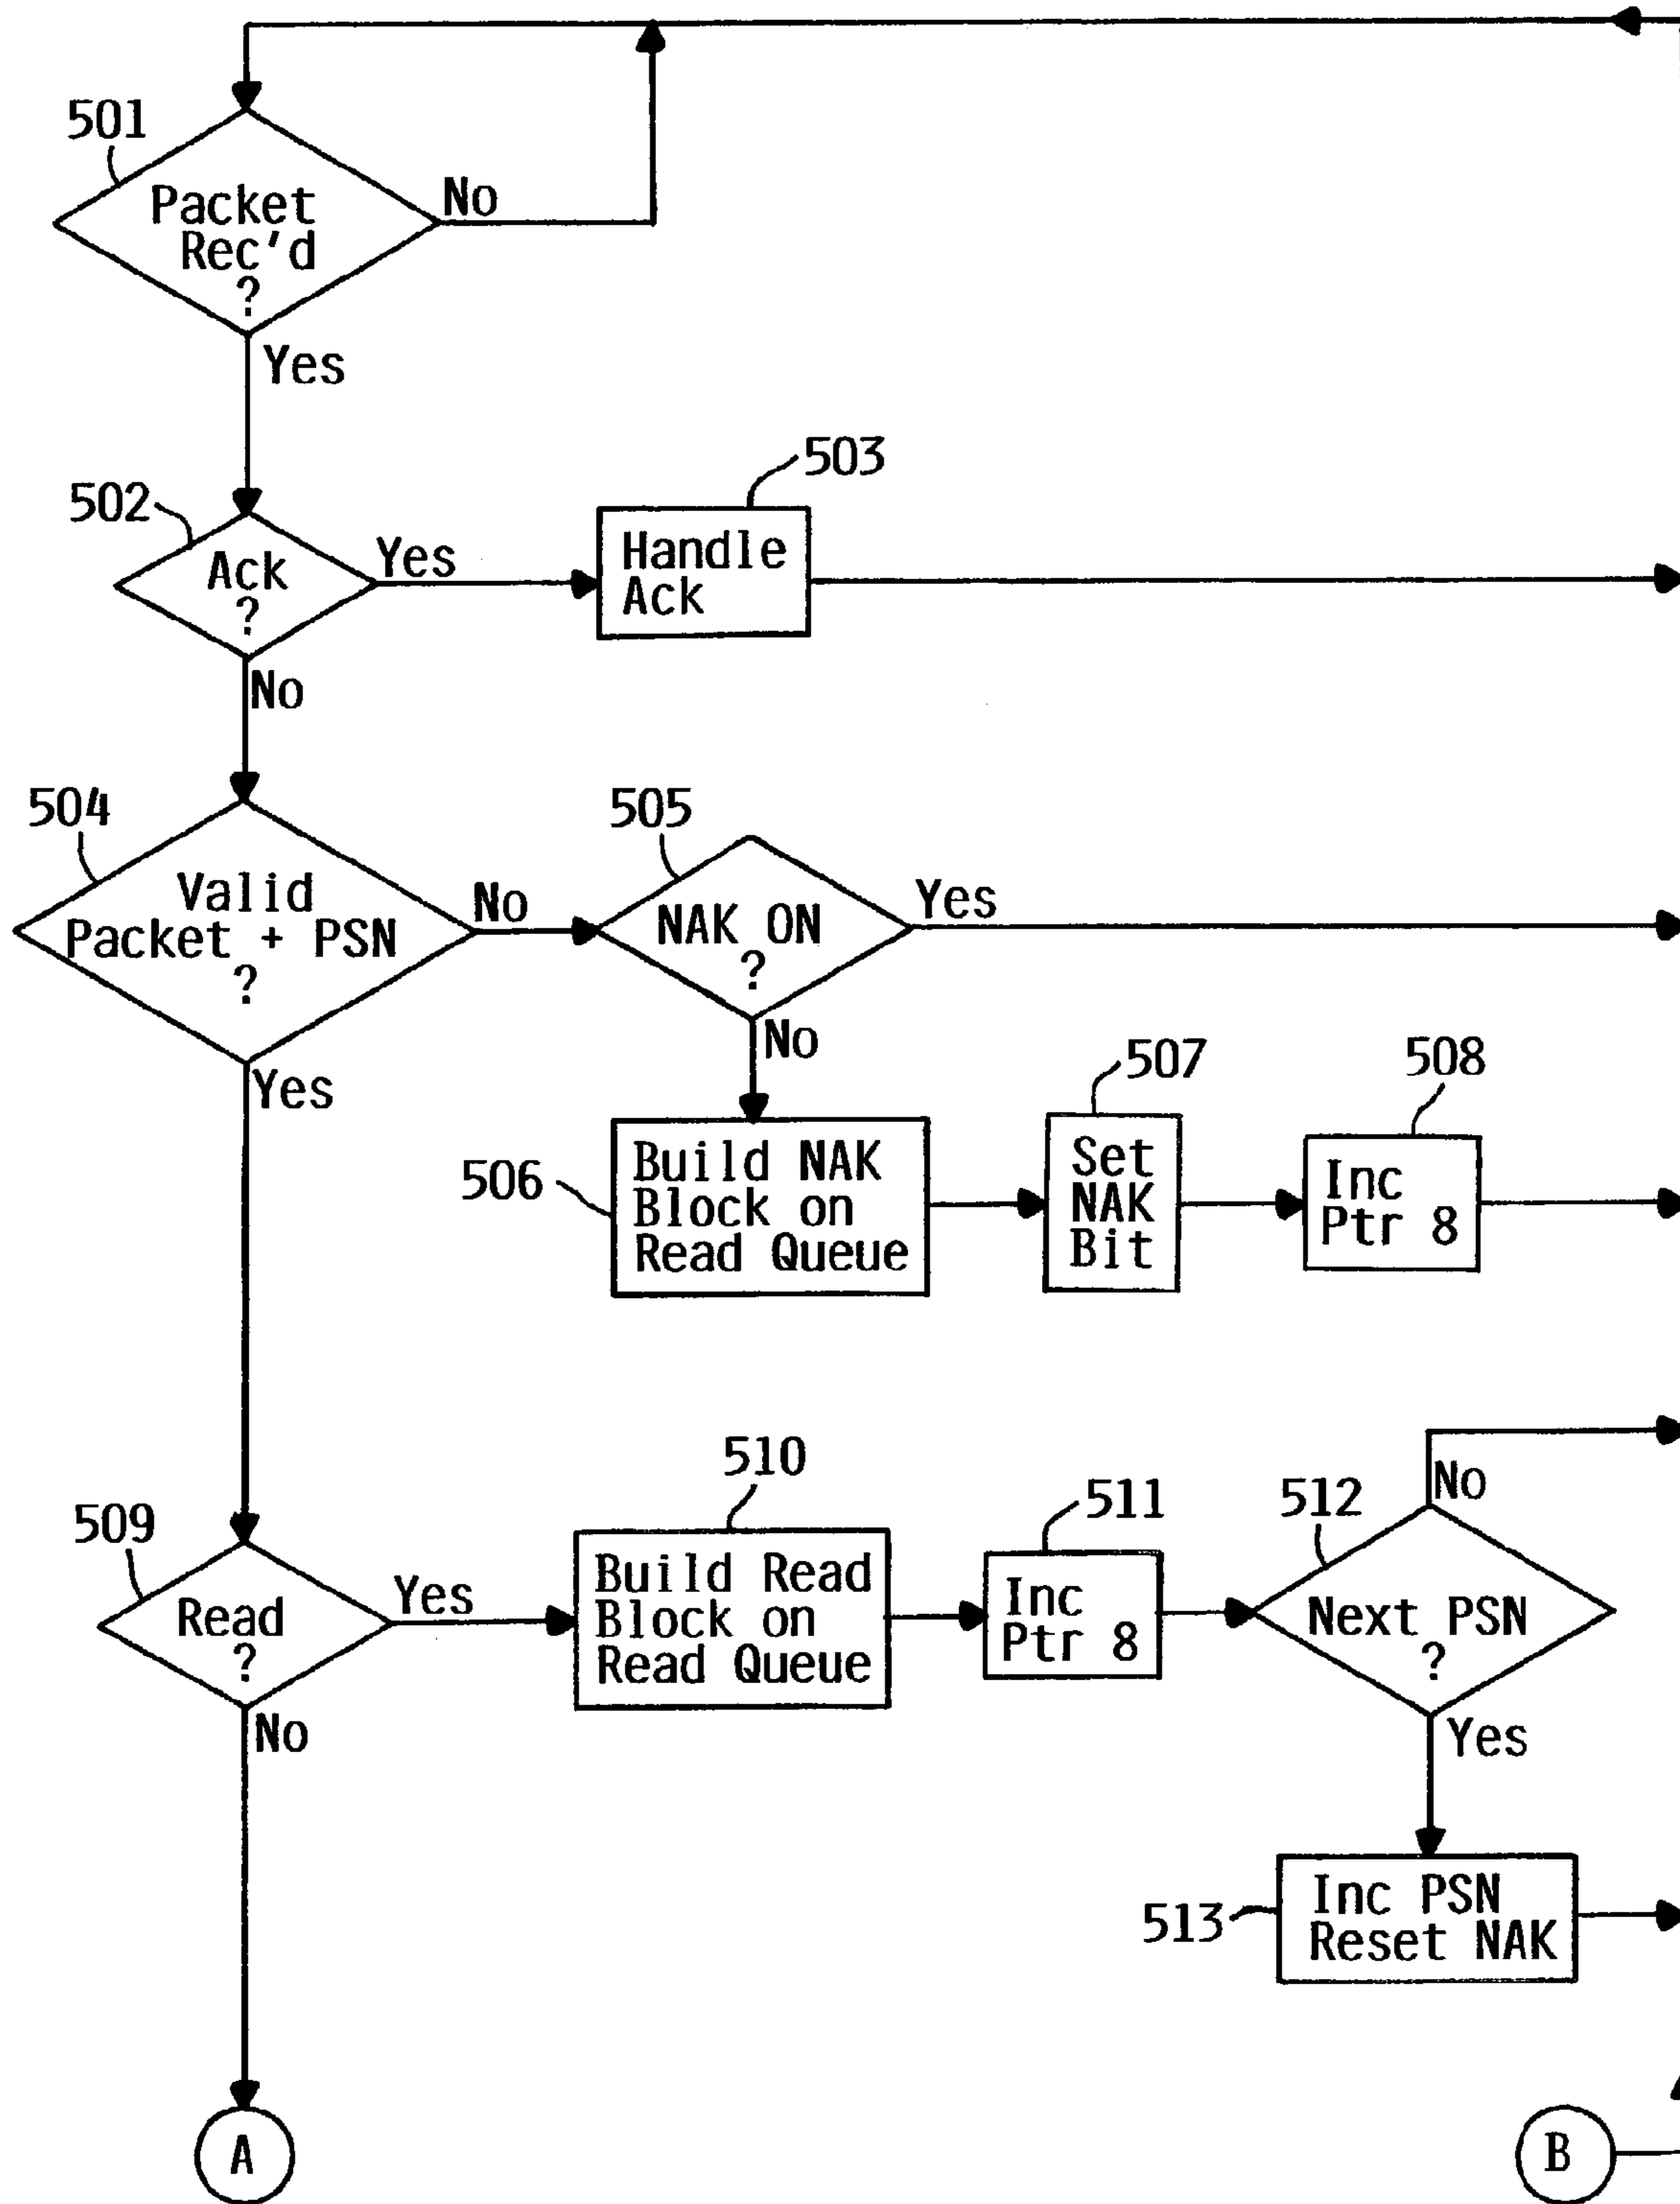 501
Packet
Rec'd
?
No
Yes
502
Ack
?
Yes
No
503
Handle
Ack
504
Valid
Packet + PSN
?
No
Yes
505
NAK ON
?
Yes
No
506
Build NAK
Block on
Read Queue
507
Set
NAK
Bit
508
Inc
Ptr 8
509
Read
?
Yes
No
510
Build Read
Block on
Read Queue
511
Inc
Ptr 8
512
Next PSN
?
No
Yes
513
Inc PSN
Reset NAK
A
B